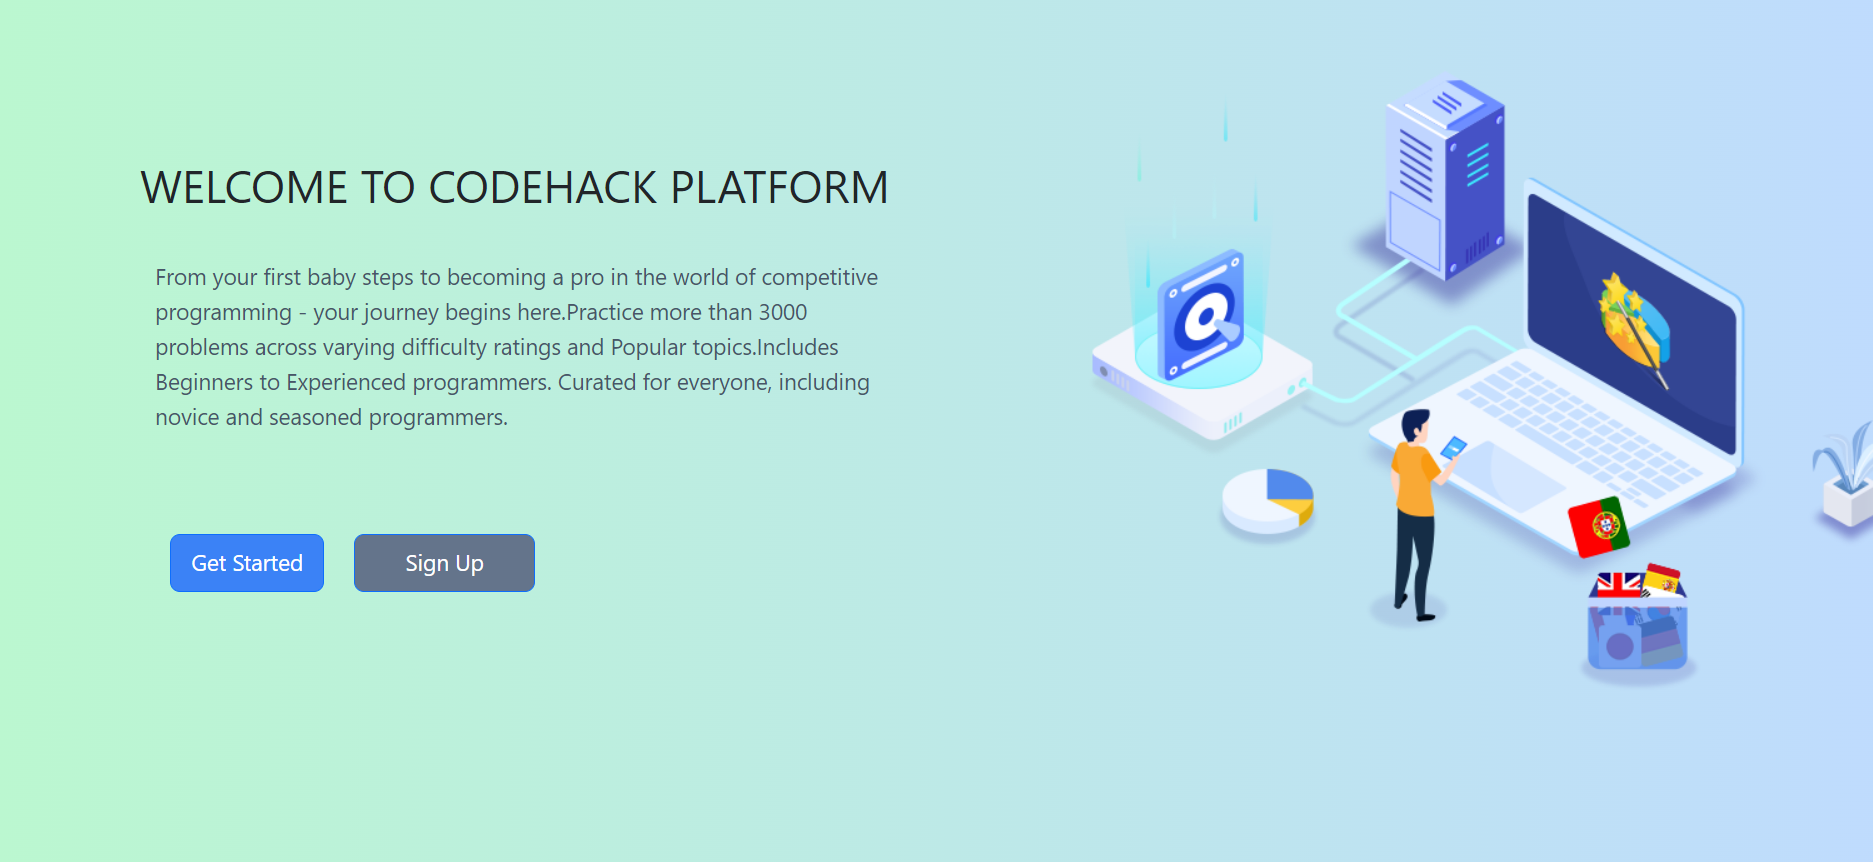 WELCOME TO CODEHACK PLATFORM
From your first baby steps to becoming a pro in the world of competitive
programming - your journey begins here.Practice more than 3000
problems across varying difficulty ratings and Popular topics.Includes
Beginners to Experienced programmers. Curated for everyone, including
novice and seasoned programmers.
Get Started
Sign Up